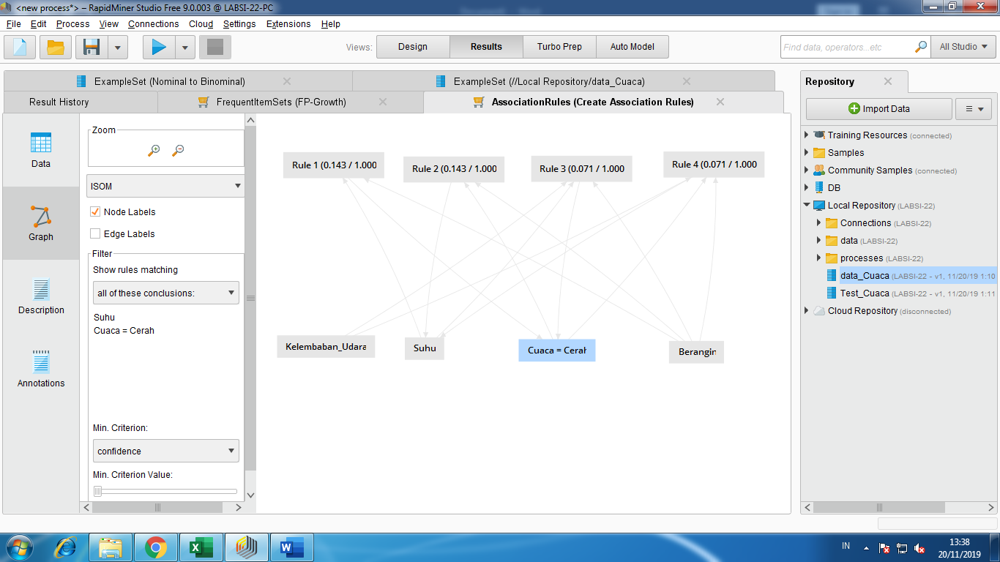 <new process*> – RapidMiner Studio Free 9.0.003 @ LABSI-22-PC
File Edit Process View Connections Cloud Settings Extensions Help
Views: Design Results Turbo Prep Auto Model
Find data, operators...etc
All Studio
ExampleSet (Nominal to Binominal)
ExampleSet (//Local Repository/data_Cuaca)
Result History
FrequentItemSets (FP-Growth)
AssociationRules (Create Association Rules)
Data
Graph
Description
Annotations
Zoom
ISOM
Node Labels
Edge Labels
Filter
Show rules matching
all of these conclusions:
Suhu
Cuaca = Cerah
Min. Criterion:
confidence
Min. Criterion Value:
Rule 1 (0.143 / 1.000
Rule 2 (0.143 / 1.000
Rule 3 (0.071 / 1.000
Rule 4 (0.071 / 1.000
Kelembaban_Udara
Suhu
Cuaca = Cerah
Berangin
Repository
Import Data
Training Resources (connected)
Samples
Community Samples (connected)
DB
Local Repository (LABSI-22)
Connections (LABSI-22)
data (LABSI-22)
processes (LABSI-22)
data_Cuaca (LABSI-22 - v1, 11/20/19 1:10
Test_Cuaca (LABSI-22 - v1, 11/20/19 1:11
Cloud Repository (disconnected)
IN
13:38
20/11/2019